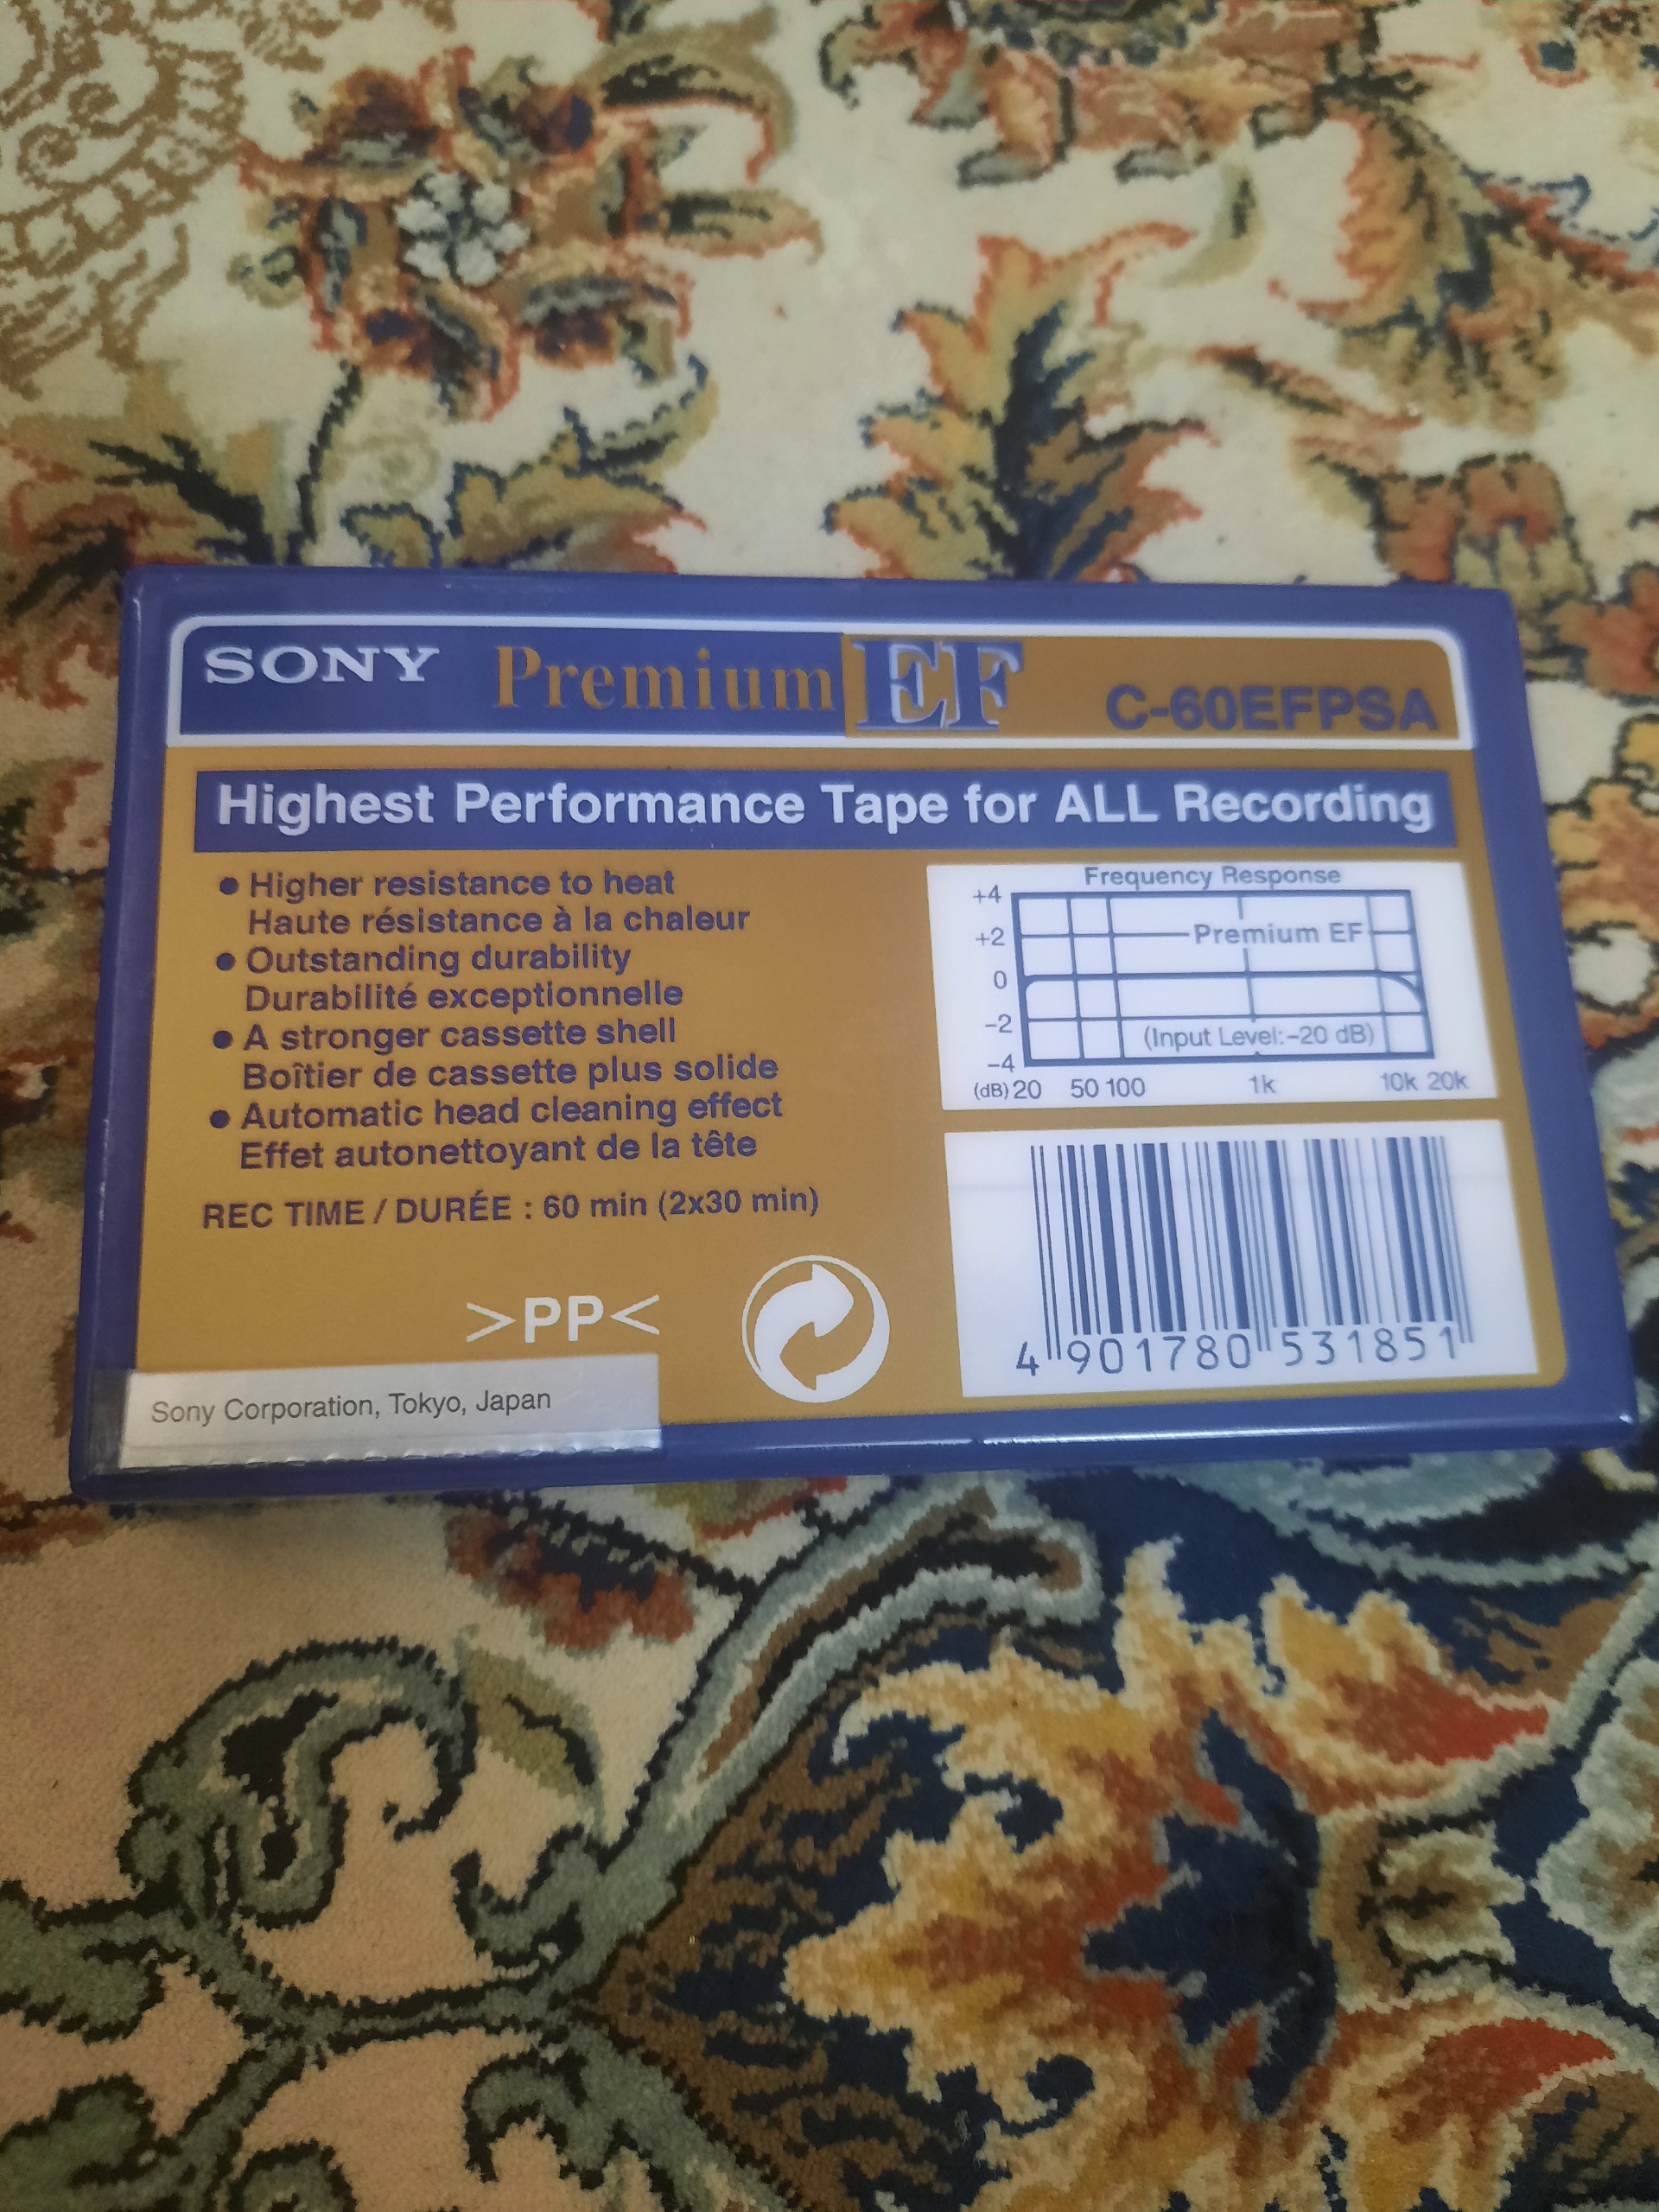 SONY Premium EF C-60EFPSA
Highest Performance Tape for ALL Recording
● Higher resistance to heat
Haute résistance à la chaleur
● Outstanding durability
Durabilité exceptionnelle
● A stronger cassette shell
Boîtier de cassette plus solide
● Automatic head cleaning effect
Effet autonettoyant de la tête
REC TIME / DURÉE : 60 min (2x30 min)
>PP<
Sony Corporation, Tokyo, Japan
Frequency Response
+4
+2
Premium EF
0
-2
(Input Level:-20 dB)
-4
(dB) 20 50 100 1k 10k 20k
4 901780 531851